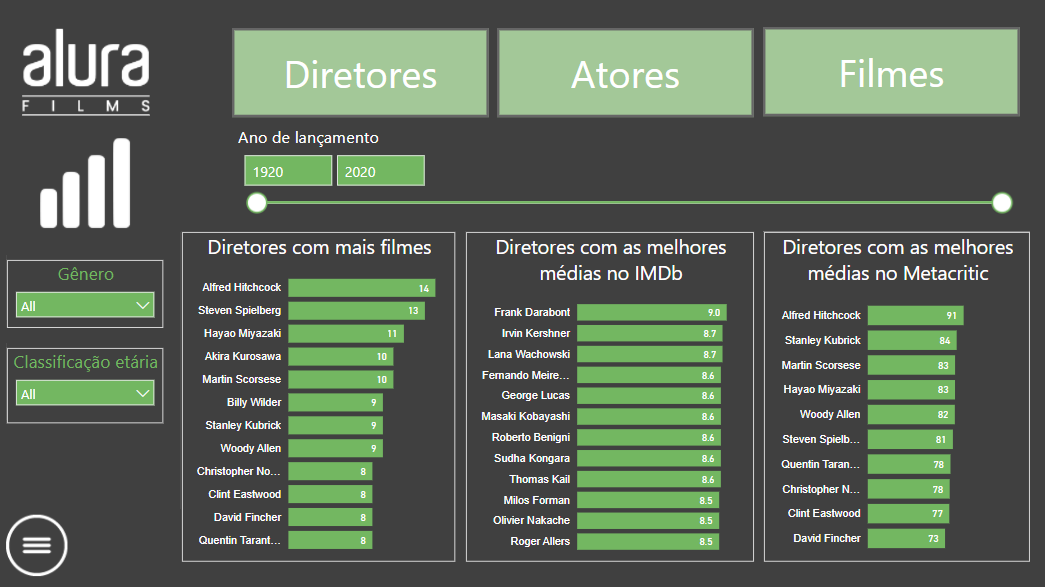 alura
FILMS
Diretores
Atores
Filmes
Ano de lançamento
1920
2020
Gênero
All
Classificação etária
All
Diretores com mais filmes
Alfred Hitchcock 14
Steven Spielberg 13
Hayao Miyazaki 11
Akira Kurosawa 10
Martin Scorsese 10
Billy Wilder 9
Stanley Kubrick 9
Woody Allen 9
Christopher No... 8
Clint Eastwood 8
David Fincher 8
Quentin Tarant... 8
Diretores com as melhores
médias no IMDb
Frank Darabont 9.0
Irvin Kershner 8.7
Lana Wachowski 8.7
Fernando Meire... 8.6
George Lucas 8.6
Masaki Kobayashi 8.6
Roberto Benigni 8.6
Sudha Kongara 8.6
Thomas Kail 8.6
Milos Forman 8.5
Olivier Nakache 8.5
Roger Allers 8.5
Diretores com as melhores
médias no Metacritic
Alfred Hitchcock 91
Stanley Kubrick 84
Martin Scorsese 83
Hayao Miyazaki 83
Woody Allen 82
Steven Spielb... 81
Quentin Taran... 78
Christopher N... 78
Clint Eastwood 77
David Fincher 73